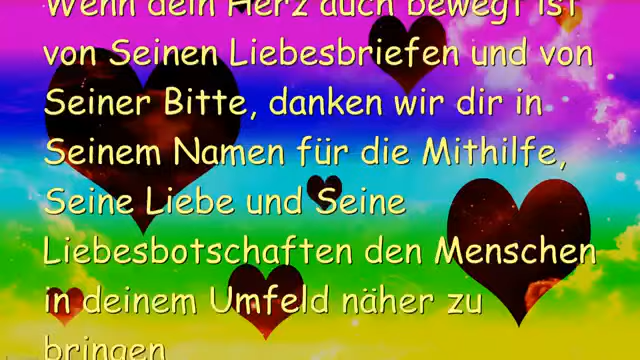 Wenn dein Herz auch bewegt ist
von Seinen Liebesbriefen und von
Seiner Bitte, danken wir dir in
Seinem Namen für die Mithilfe,
Seine Liebe und Seine
Liebesbotschaften den Menschen
in deinem Umfeld näher zu
bringen